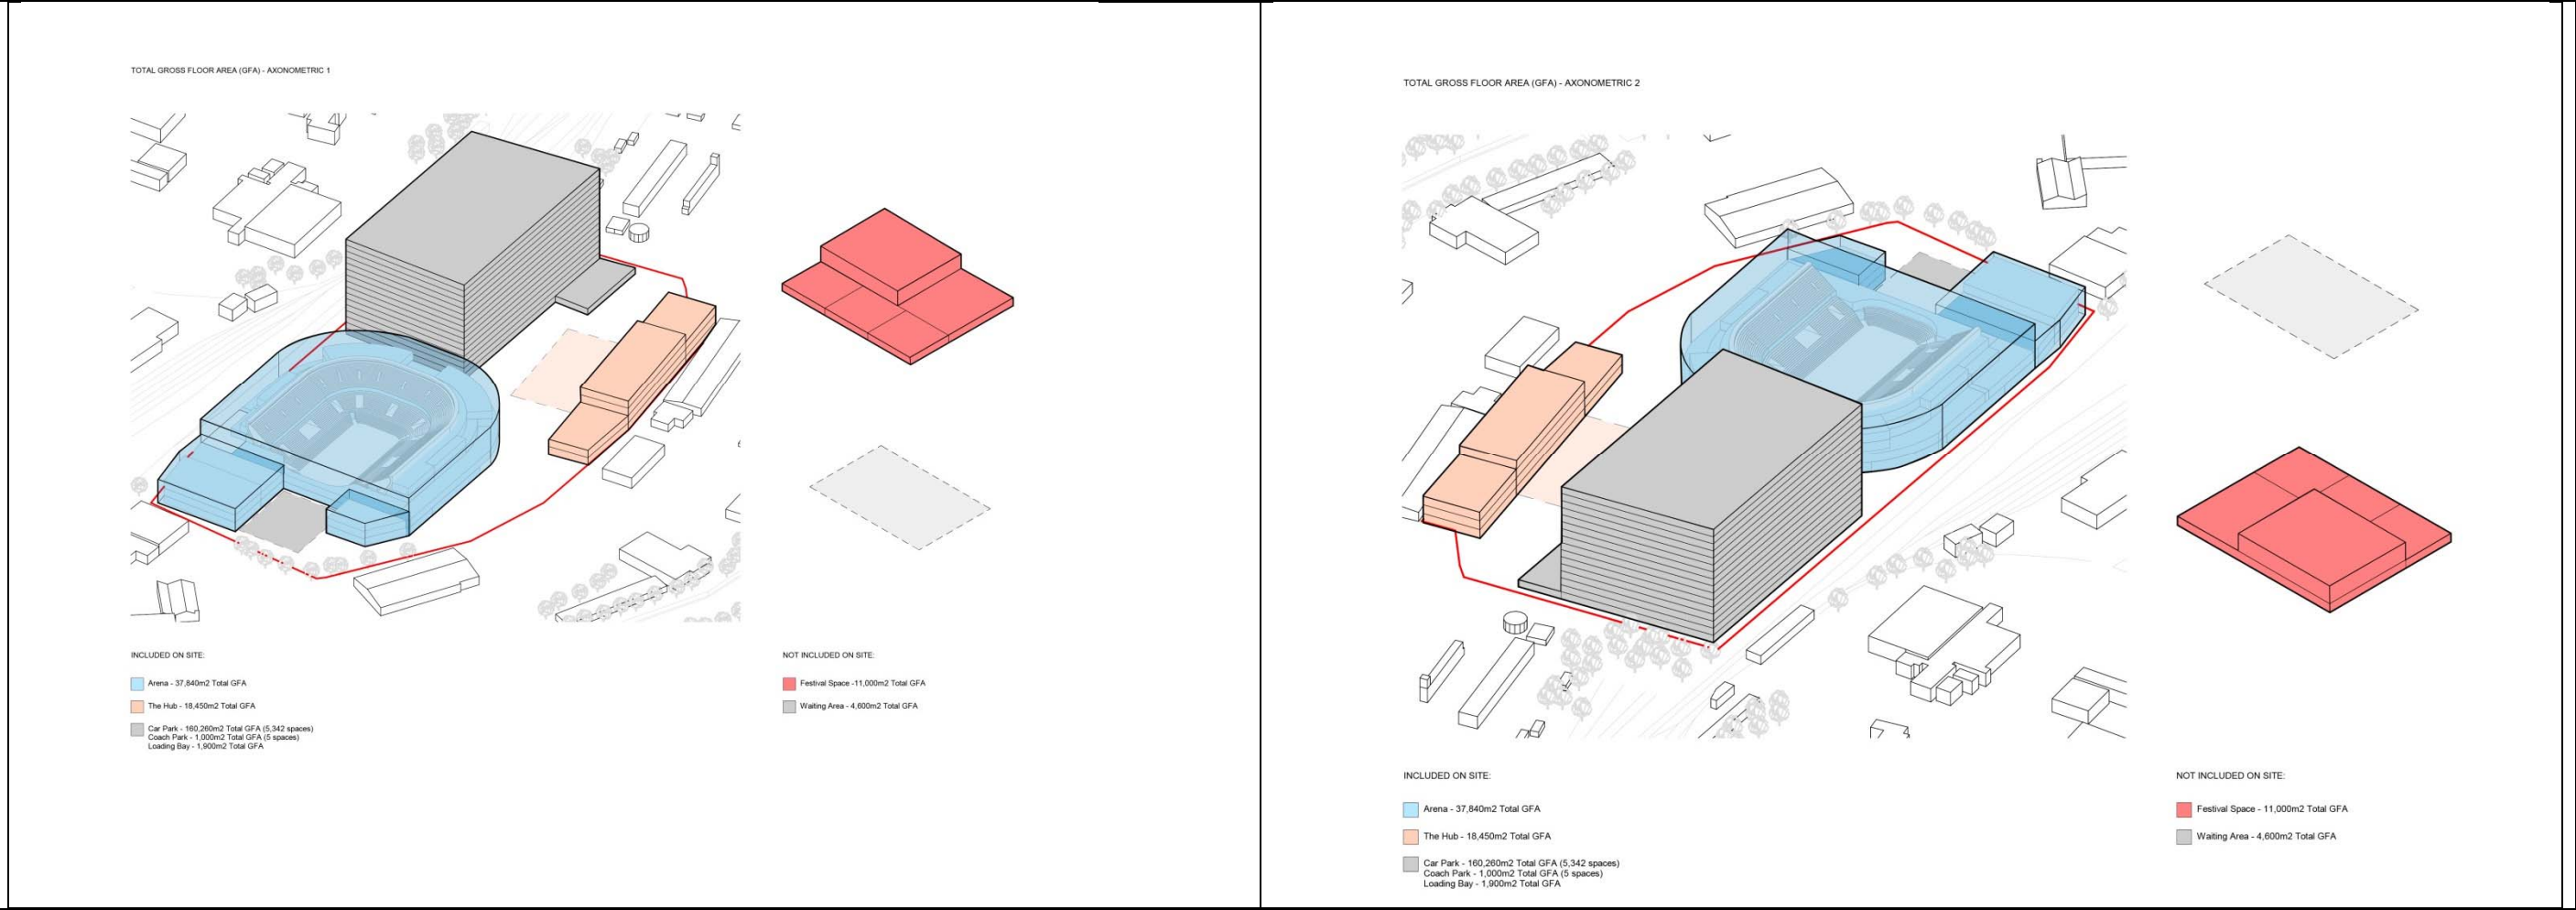 TOTAL GROSS FLOOR AREA (GFA) - AXONOMETRIC 1
INCLUDED ON SITE:
Arena - 37,840m2 Total GFA
The Hub - 18,450m2 Total GFA
Car Park - 160,260m2 Total GFA (5,342 spaces)
Coach Park - 1,000m2 Total GFA (5 spaces)
Loading Bay - 1,900m2 Total GFA
NOT INCLUDED ON SITE:
Festival Space -11,000m2 Total GFA
Waiting Area - 4,600m2 Total GFA
TOTAL GROSS FLOOR AREA (GFA) - AXONOMETRIC 2
INCLUDED ON SITE:
Arena - 37,840m2 Total GFA
The Hub - 18,450m2 Total GFA
Car Park - 160,260m2 Total GFA (5,342 spaces)
Coach Park - 1,000m2 Total GFA (5 spaces)
Loading Bay - 1,900m2 Total GFA
NOT INCLUDED ON SITE:
Festival Space - 11,000m2 Total GFA
Waiting Area - 4,600m2 Total GFA